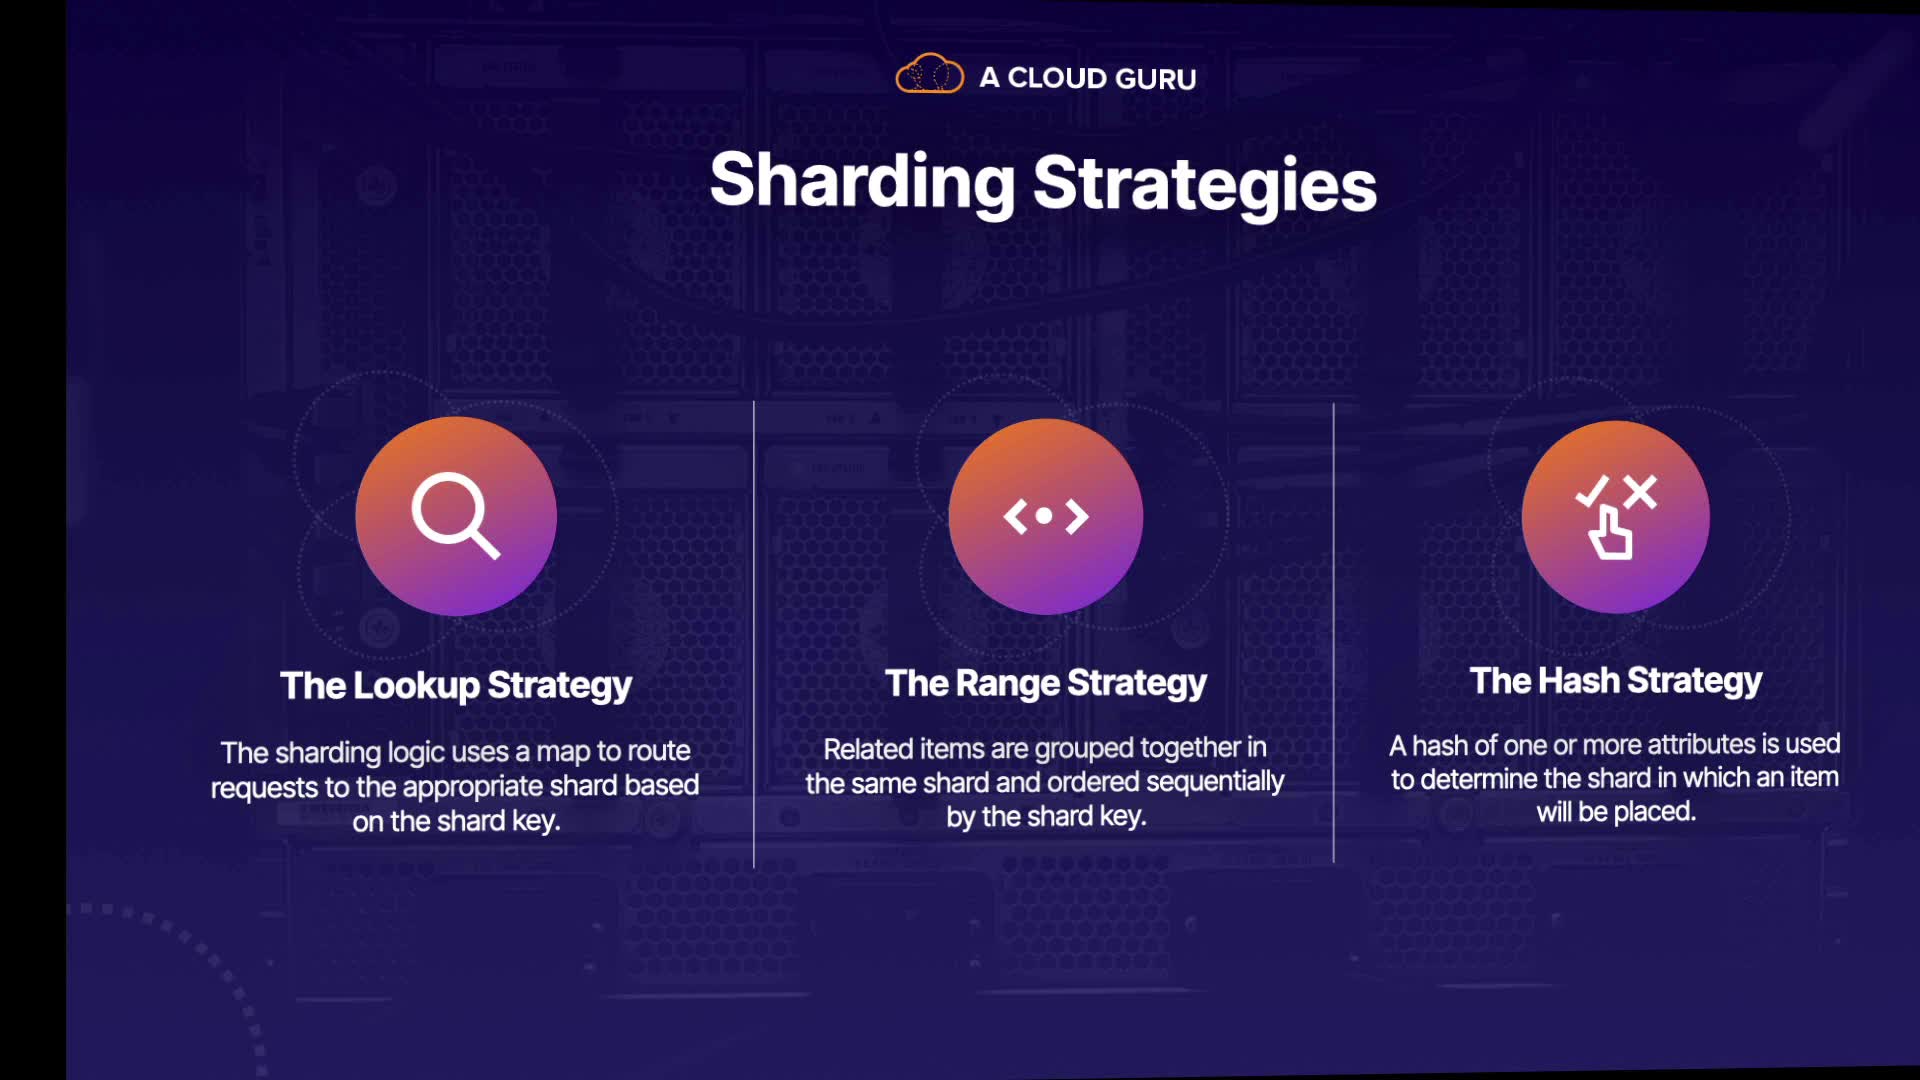 A CLOUD GURU
Sharding Strategies
The Lookup Strategy
The sharding logic uses a map to route
requests to the appropriate shard based
on the shard key.
The Range Strategy
Related items are grouped together in
the same shard and ordered sequentially
by the shard key.
The Hash Strategy
A hash of one or more attributes is used
to determine the shard in which an item
will be placed.